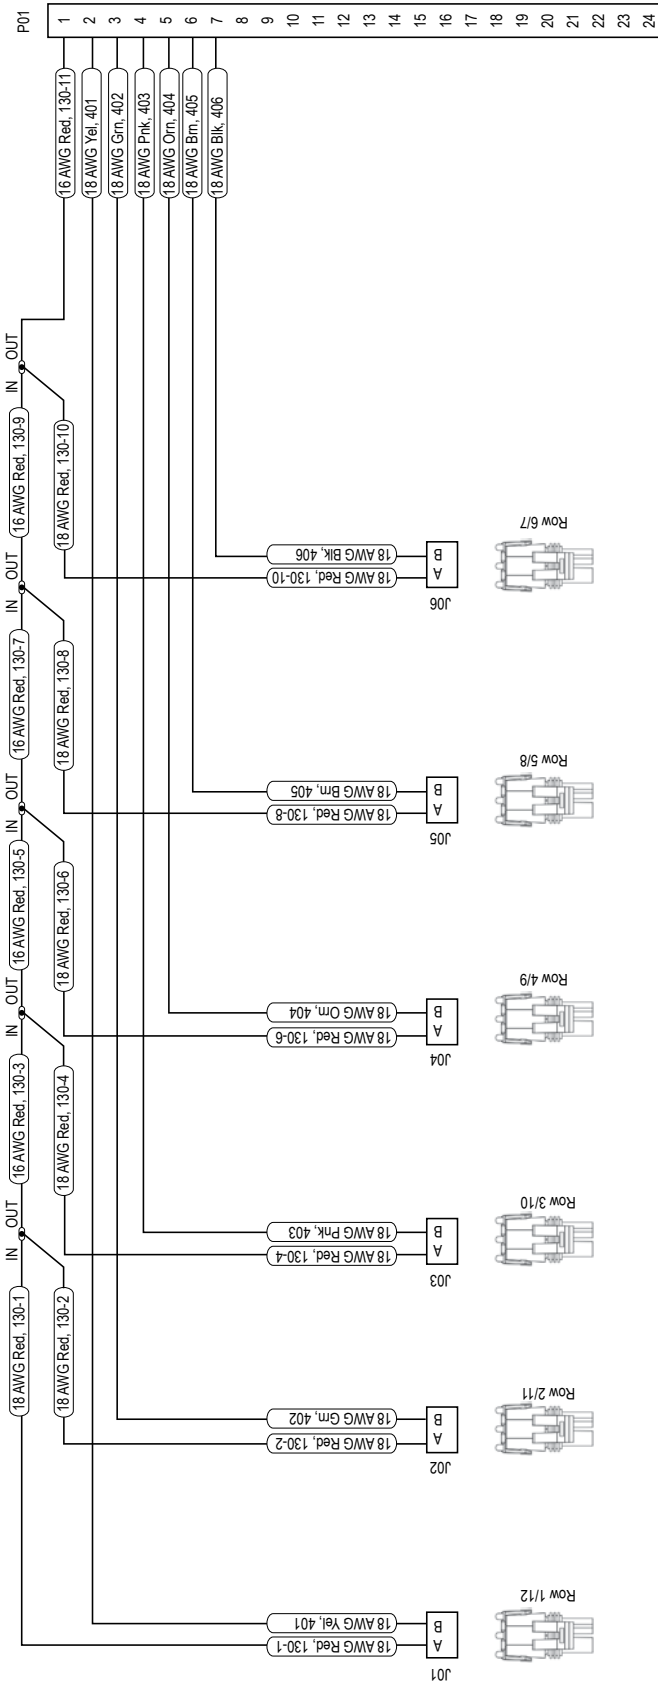 P01
1
2
3
4
5
6
7
8
9
10
11
12
13
14
15
16
17
18
19
20
21
22
23
24
16 AWG Red, 130-11
18 AWG Yel, 401
18 AWG Grn, 402
18 AWG Pnk, 403
18 AWG Orn, 404
18 AWG Brn, 405
18 AWG Blk, 406
IN OUT
16 AWG Red, 130-9
18 AWG Red, 130-10
IN OUT
16 AWG Red, 130-7
18 AWG Red, 130-8
IN OUT
16 AWG Red, 130-5
18 AWG Red, 130-6
IN OUT
16 AWG Red, 130-3
18 AWG Red, 130-4
IN OUT
18 AWG Red, 130-1
18 AWG Red, 130-2
18 AWG Blk, 406
18 AWG Red, 130-10
B
A
J06
Row 6/7
18 AWG Brn, 405
18 AWG Red, 130-8
B
A
J05
Row 5/8
18 AWG Orn, 404
18 AWG Red, 130-6
B
A
J04
Row 4/9
18 AWG Pnk, 403
18 AWG Red, 130-4
B
A
J03
Row 3/10
18 AWG Grn, 402
18 AWG Red, 130-2
B
A
J02
Row 2/11
18 AWG Yel, 401
18 AWG Red, 130-1
B
A
J01
Row 1/12